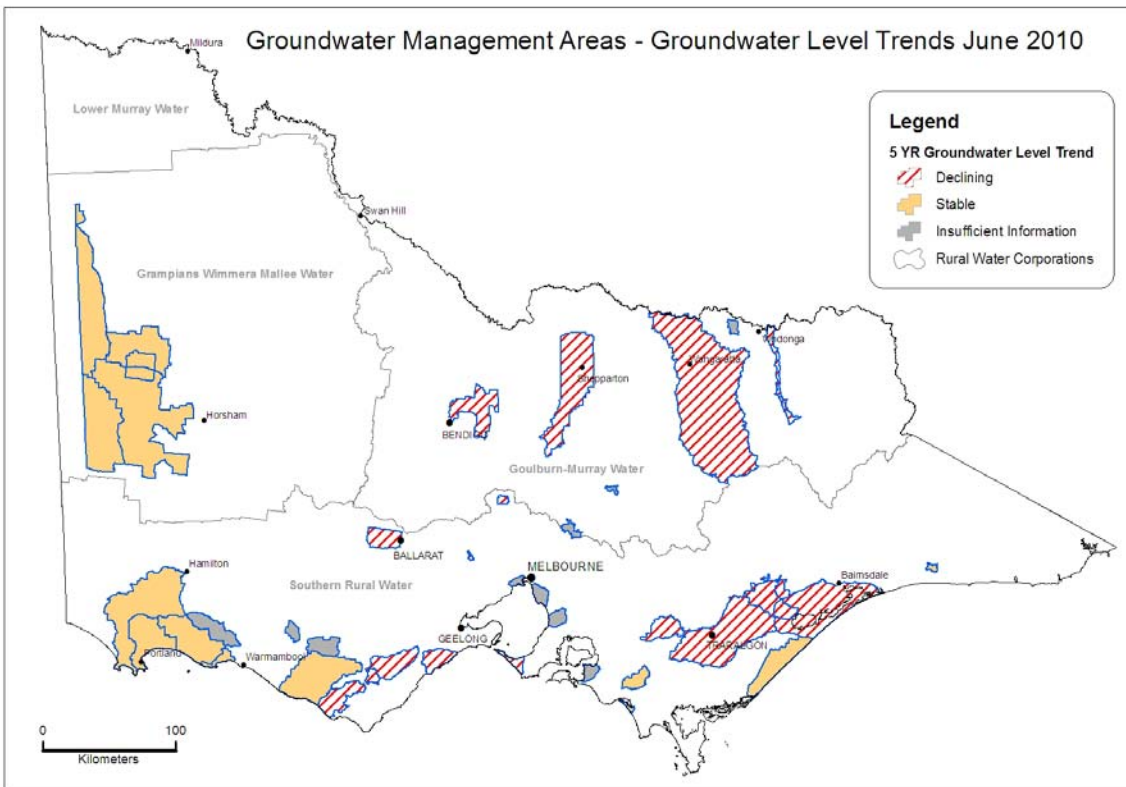 Groundwater Management Areas - Groundwater Level Trends June 2010
Mildura
Lower Murray Water
Legend
5 YR Groundwater Level Trend
Declining
Stable
Insufficient Information
Rural Water Corporations
Swan Hill
Grampians Wimmera Mallee Water
Wodonga
Wangaratta
Shepparton
Horsham
BENDIGO
Goulburn-Murray Water
BALLARAT
Hamilton
MELBOURNE
Southern Rural Water
Bairnsdale
GEELONG
TRARALGON
Portland
Warrnambool
0
100
Kilometers